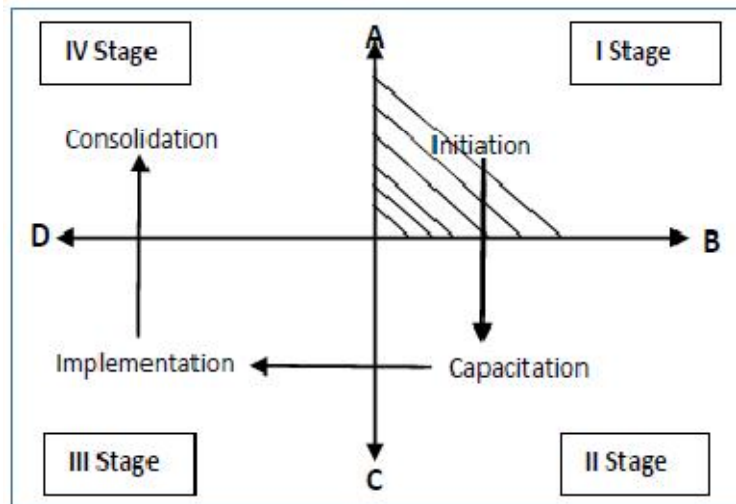 A
IV Stage
I Stage
Consolidation
Initiation
D
B
Implementation
Capacitation
III Stage
C
II Stage